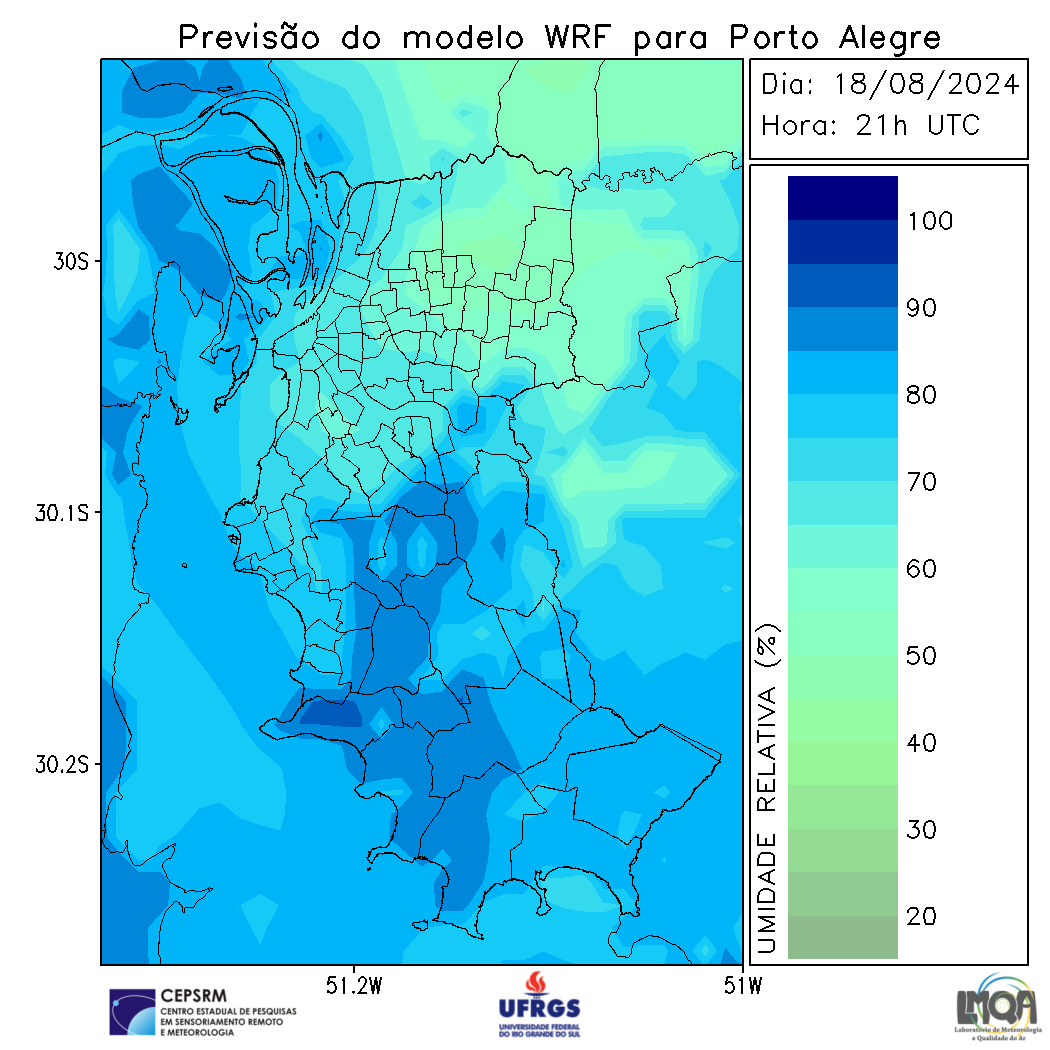 Previsão do modelo WRF para Porto Alegre
Dia: 18/08/2024
Hora: 21h UTC
30S
30.1S
30.2S
51.2W
51W
UMIDADE RELATIVA (%)
100
90
80
70
60
50
40
30
20
CEPSRM
CENTRO ESTADUAL DE PESQUISAS
EM SENSORIAMENTO REMOTO
E METEOROLOGIA
UFRGS
UNIVERSIDADE FEDERAL
DO RIO GRANDE DO SUL
LMQA
Laboratório de Meteorologia
e Qualidade do Ar